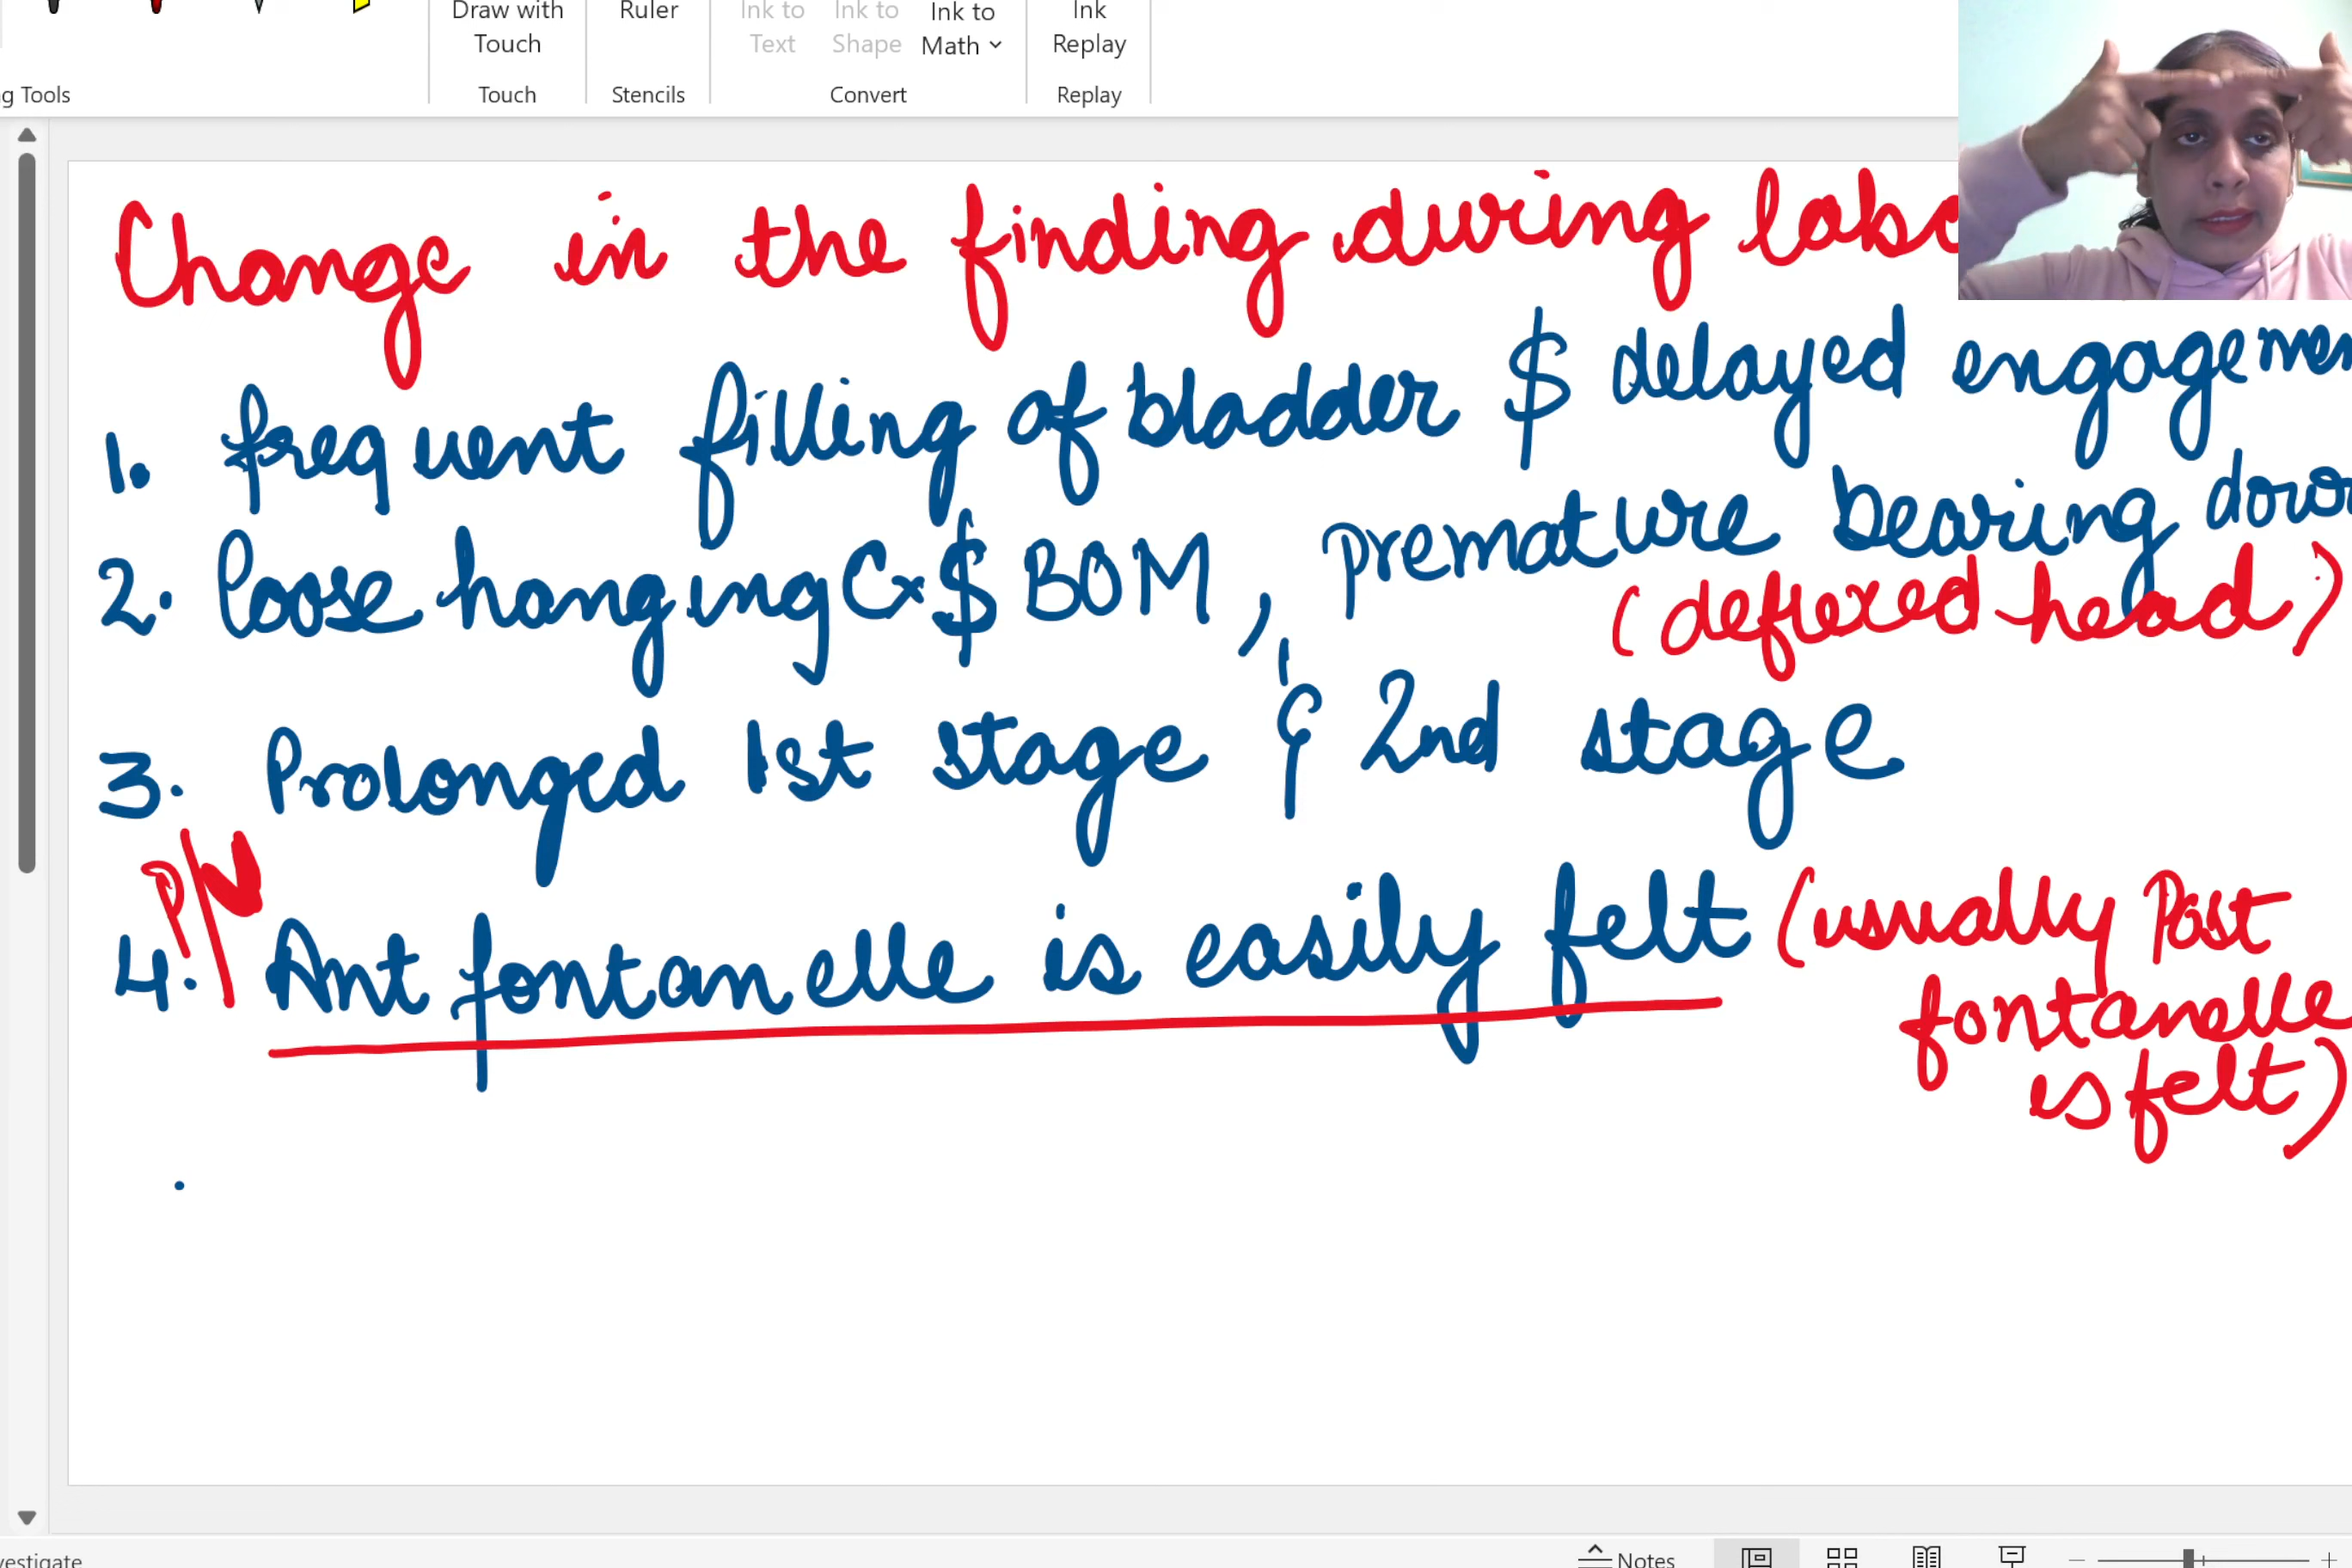 Draw with Touch
Ruler
Ink to Text
Ink to Shape
Ink to Math
Ink Replay
g Tools
Touch
Stencils
Convert
Replay
Change in the finding during labo
1. frequent filling of bladder $ delayed engagemen
2. loose hanging Cx $ BOM, premature bearing down
(deflexed head)
3. Prolonged 1st stage & 2nd stage
P/V
4. Ant fontanelle is easily felt (usually Post
fontanelle
is felt)
vestigate
Notes